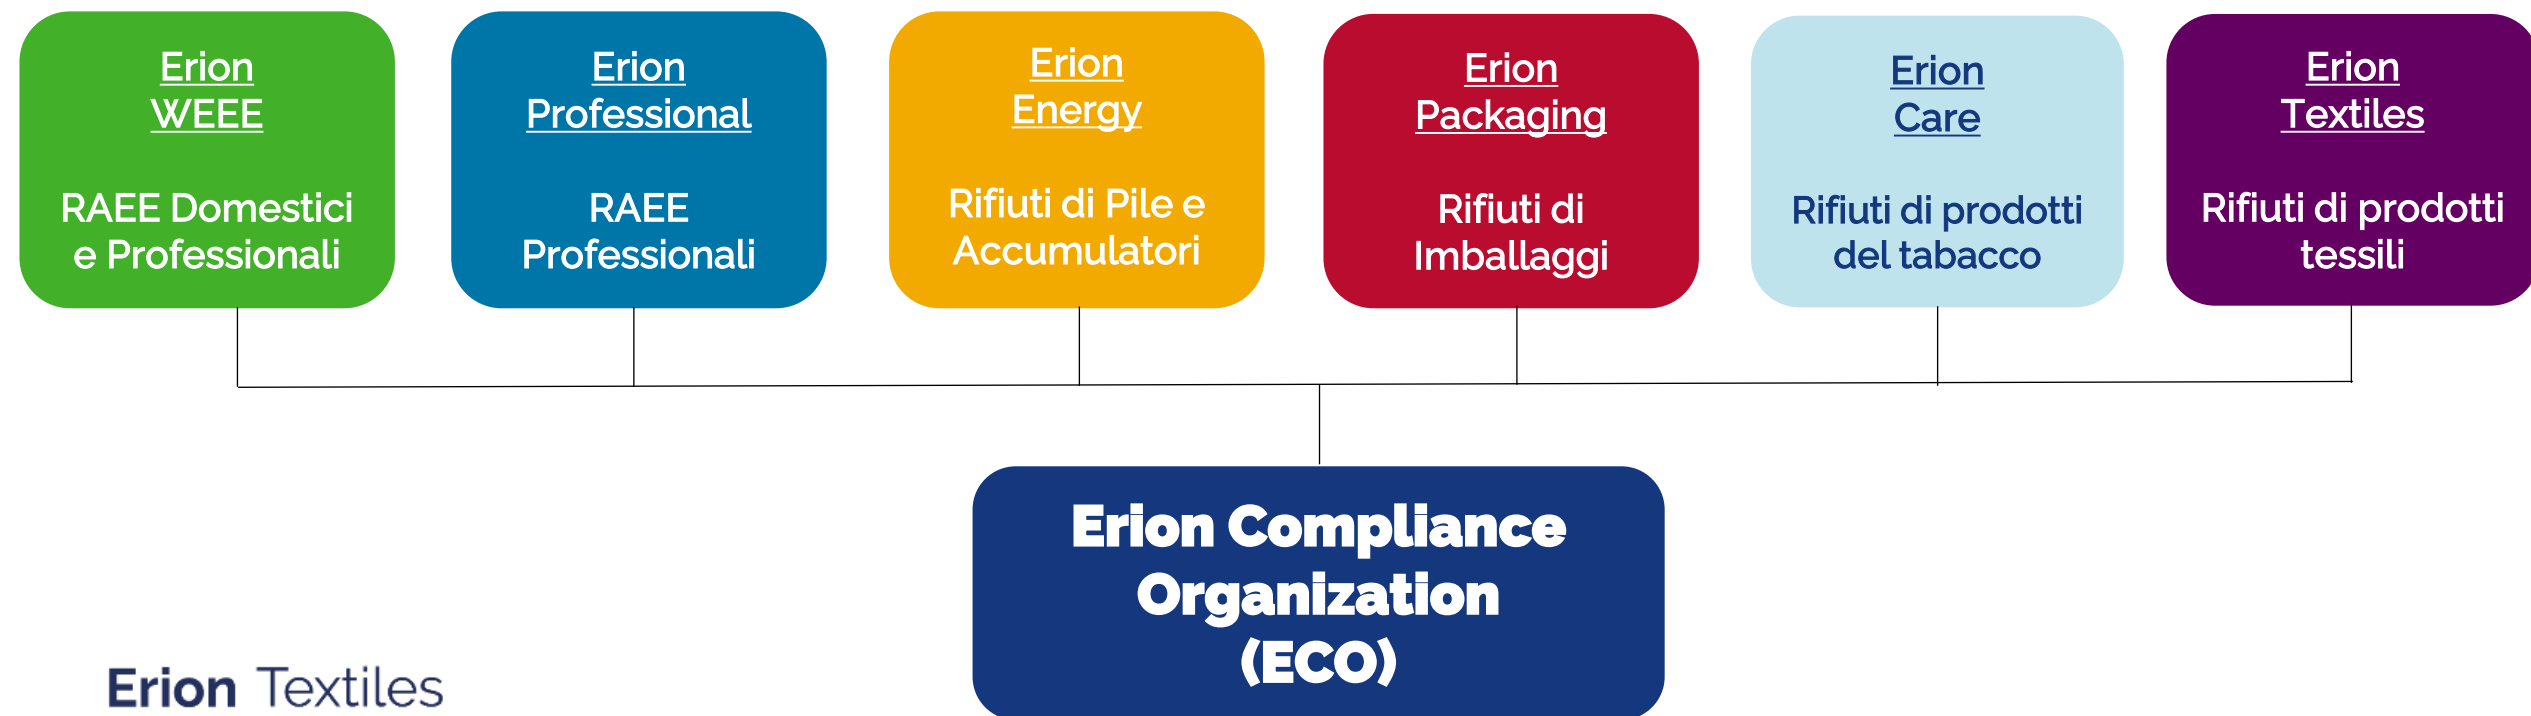 Erion
WEEE
RAEE Domestici
e Professionali
Erion
Professional
RAEE
Professionali
Erion
Energy
Rifiuti di Pile e
Accumulatori
Erion
Packaging
Rifiuti di
Imballaggi
Erion
Care
Rifiuti di prodotti
del tabacco
Erion
Textiles
Rifiuti di prodotti
tessili
Erion Compliance
Organization
(ECO)
Erion Textiles